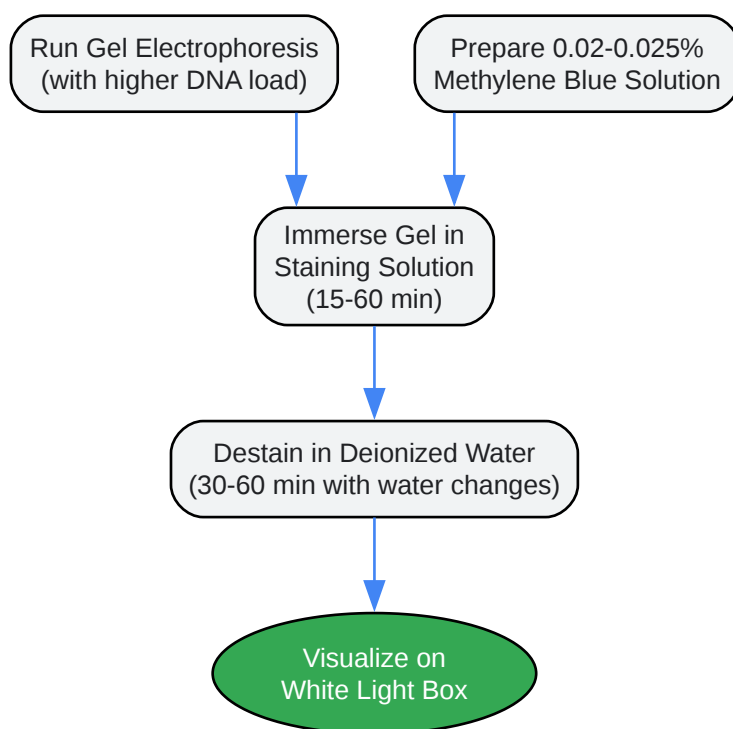 Run Gel Electrophoresis
(with higher DNA load)
Prepare 0.02-0.025%
Methylene Blue Solution
Immerse Gel in
Staining Solution
(15-60 min)
Destain in Deionized Water
(30-60 min with water changes)
Visualize on
White Light Box